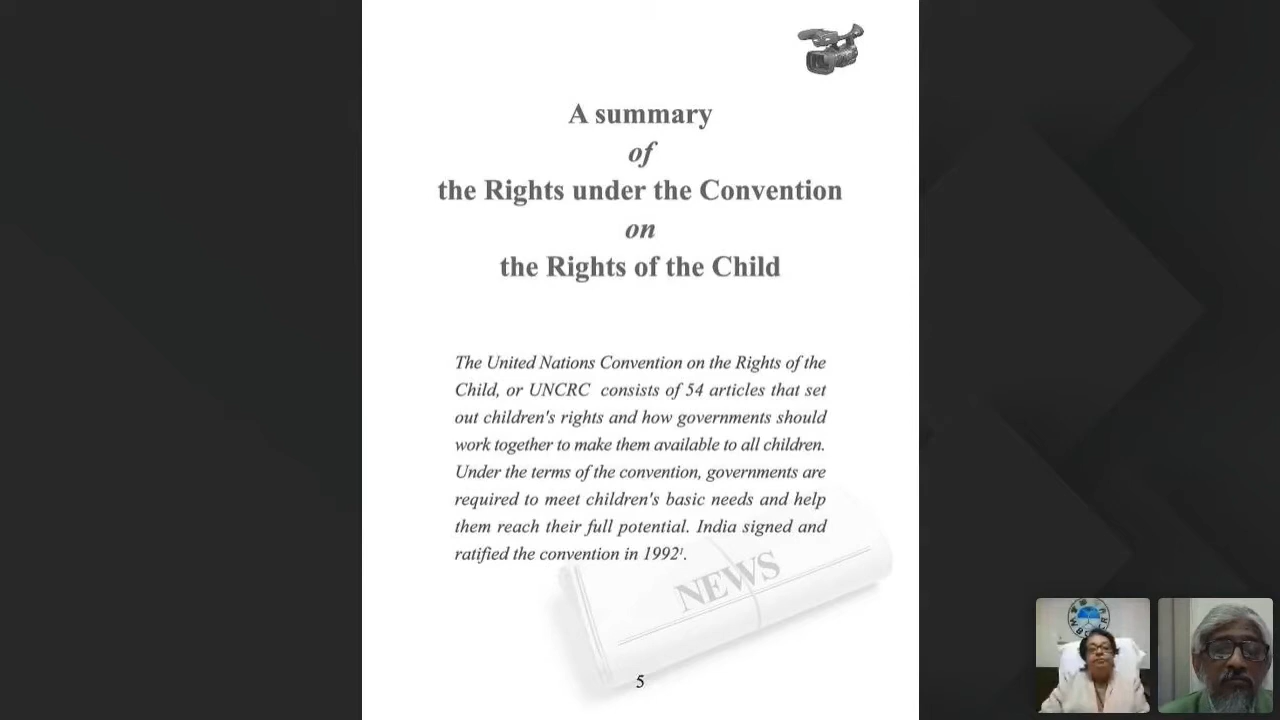 A summary
of
the Rights under the Convention
on
the Rights of the Child
The United Nations Convention on the Rights of the
Child, or UNCRC consists of 54 articles that set
out children's rights and how governments should
work together to make them available to all children.
Under the terms of the convention, governments are
required to meet children's basic needs and help
them reach their full potential. India signed and
ratified the convention in 1992¹.
NEWS
5